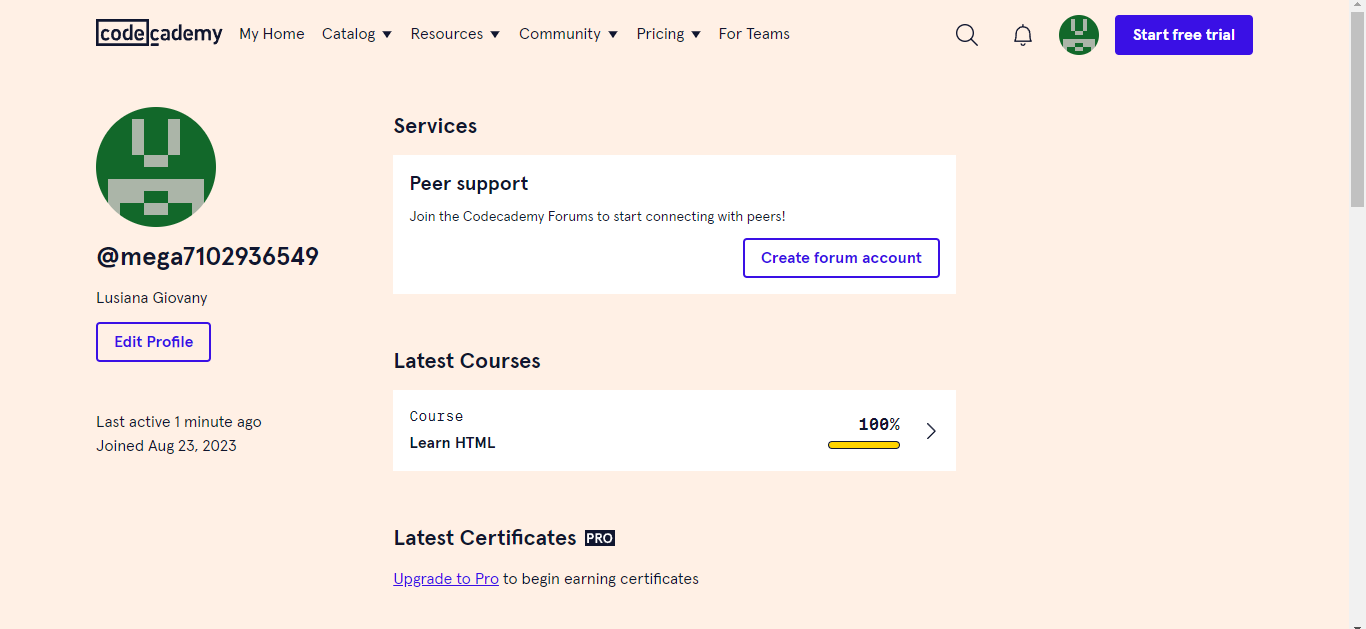 codecademy My Home Catalog Resources Community Pricing For Teams Start free trial
@mega7102936549
Lusiana Giovany
Edit Profile
Last active 1 minute ago
Joined Aug 23, 2023
Services
Peer support
Join the Codecademy Forums to start connecting with peers!
Create forum account
Latest Courses
Course
Learn HTML
100%
Latest Certificates PRO
Upgrade to Pro to begin earning certificates